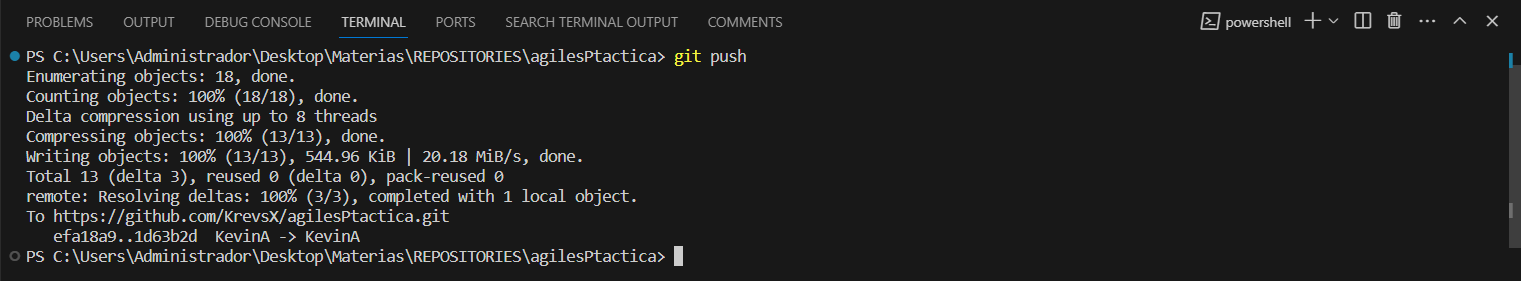 PROBLEMS OUTPUT DEBUG CONSOLE TERMINAL PORTS SEARCH TERMINAL OUTPUT COMMENTS powershell
PS C:\Users\Administrador\Desktop\Materias\REPOSITORIES\agilesPtactica> git push
Enumerating objects: 18, done.
Counting objects: 100% (18/18), done.
Delta compression using up to 8 threads
Compressing objects: 100% (13/13), done.
Writing objects: 100% (13/13), 544.96 KiB | 20.18 MiB/s, done.
Total 13 (delta 3), reused 0 (delta 0), pack-reused 0
remote: Resolving deltas: 100% (3/3), completed with 1 local object.
To https://github.com/KrevsX/agilesPtactica.git
   efa18a9..1d63b2d  KevinA -> KevinA
PS C:\Users\Administrador\Desktop\Materias\REPOSITORIES\agilesPtactica>